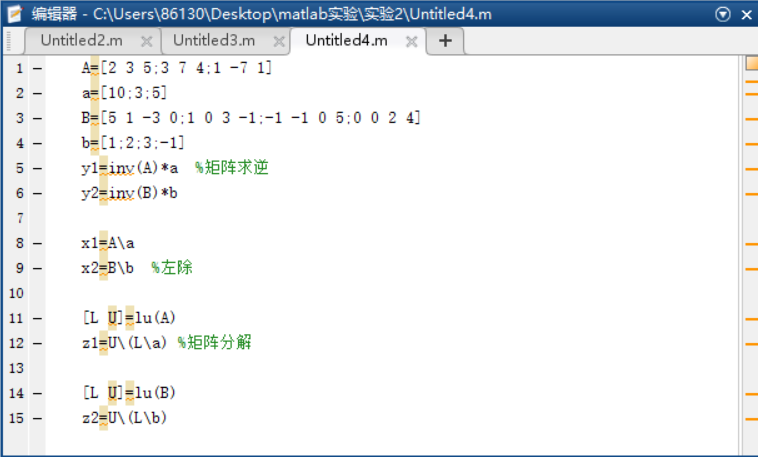 编辑器 - C:\Users\86130\Desktop\matlab实验\实验2\Untitled4.m
Untitled2.m Untitled3.m Untitled4.m
1 A=[2 3 5;3 7 4;1 -7 1]
2 a=[10;3;5]
3 B=[5 1 -3 0;1 0 3 -1;-1 -1 0 5;0 0 2 4]
4 b=[1;2;3;-1]
5 y1=inv(A)*a %矩阵求逆
6 y2=inv(B)*b
7
8 x1=A\a
9 x2=B\b %左除
10
11 [L U]=lu(A)
12 z1=U\(L\a) %矩阵分解
13
14 [L U]=lu(B)
15 z2=U\(L\b)